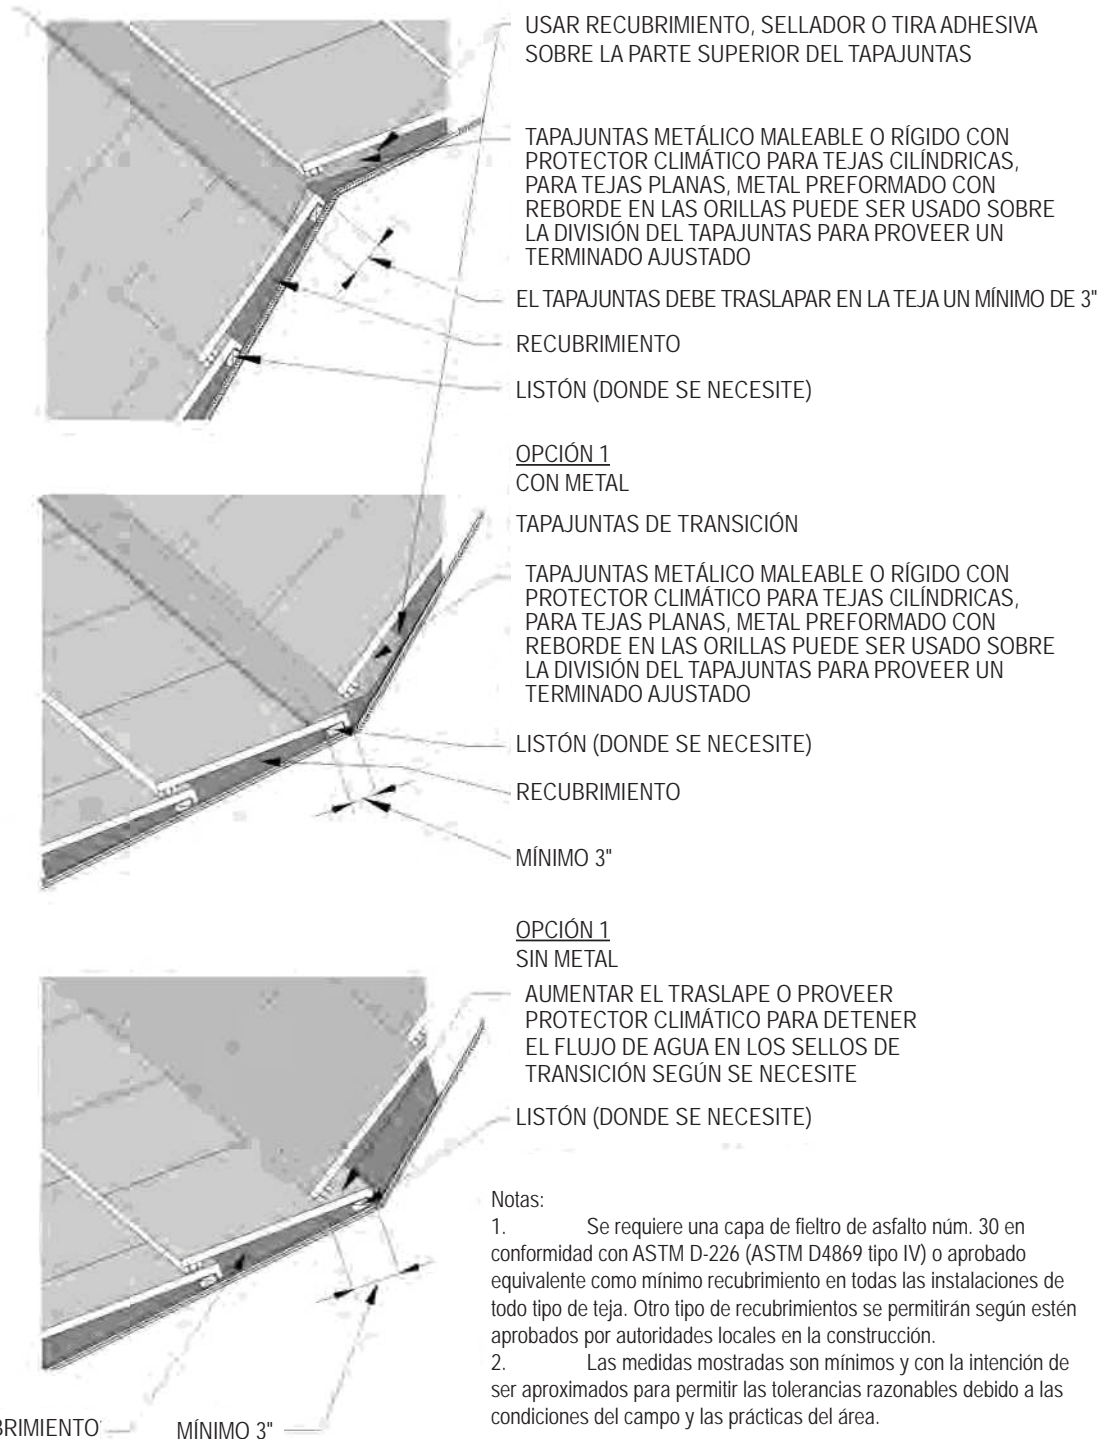 USAR RECUBRIMIENTO, SELLADOR O TIRA ADHESIVA
SOBRE LA PARTE SUPERIOR DEL TAPAJUNTAS
TAPAJUNTAS METÁLICO MALEABLE O RÍGIDO CON
PROTECTOR CLIMÁTICO PARA TEJAS CILÍNDRICAS,
PARA TEJAS PLANAS, METAL PREFORMADO CON
REBORDE EN LAS ORILLAS PUEDE SER USADO SOBRE
LA DIVISIÓN DEL TAPAJUNTAS PARA PROVEER UN
TERMINADO AJUSTADO
EL TAPAJUNTAS DEBE TRASLAPAR EN LA TEJA UN MÍNIMO DE 3"
RECUBRIMIENTO
LISTÓN (DONDE SE NECESITE)
OPCIÓN 1
CON METAL
TAPAJUNTAS DE TRANSICIÓN
TAPAJUNTAS METÁLICO MALEABLE O RÍGIDO CON
PROTECTOR CLIMÁTICO PARA TEJAS CILÍNDRICAS,
PARA TEJAS PLANAS, METAL PREFORMADO CON
REBORDE EN LAS ORILLAS PUEDE SER USADO SOBRE
LA DIVISIÓN DEL TAPAJUNTAS PARA PROVEER UN
TERMINADO AJUSTADO
LISTÓN (DONDE SE NECESITE)
RECUBRIMIENTO
MÍNIMO 3"
OPCIÓN 1
SIN METAL
AUMENTAR EL TRASLAPE O PROVEER
PROTECTOR CLIMÁTICO PARA DETENER
EL FLUJO DE AGUA EN LOS SELLOS DE
TRANSICIÓN SEGÚN SE NECESITE
LISTÓN (DONDE SE NECESITE)
Notas:
1. Se requiere una capa de fieltro de asfalto núm. 30 en
conformidad con ASTM D-226 (ASTM D4869 tipo IV) o aprobado
equivalente como mínimo recubrimiento en todas las instalaciones de
todo tipo de teja. Otro tipo de recubrimientos se permitirán según estén
aprobados por autoridades locales en la construcción.
2. Las medidas mostradas son mínimos y con la intención de
ser aproximados para permitir las tolerancias razonables debido a las
condiciones del campo y las prácticas del área.
BRIMIENTO MÍNIMO 3"